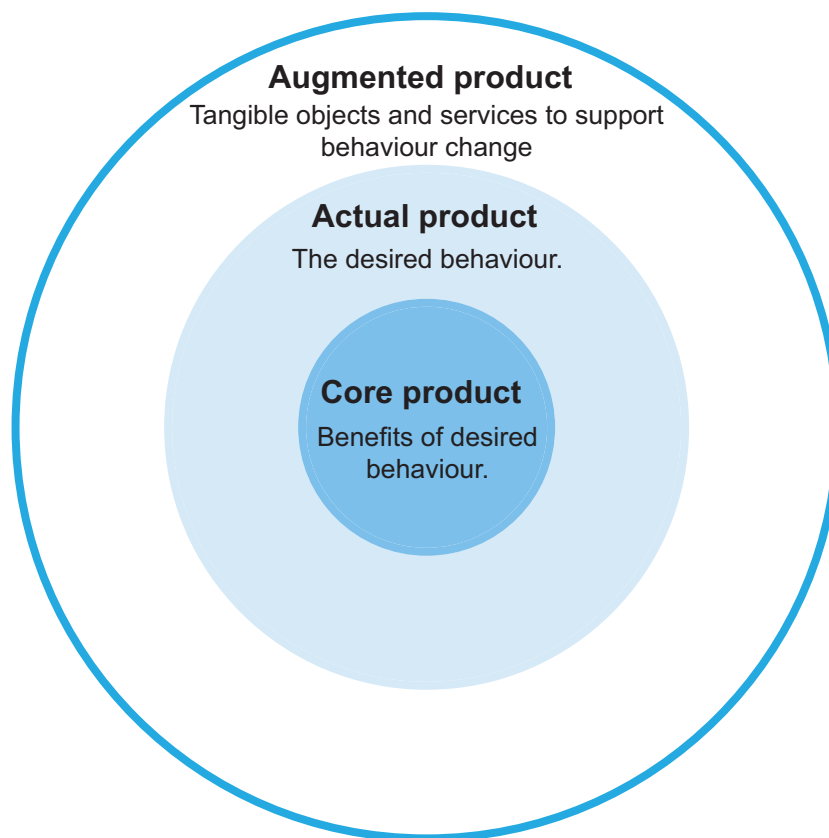 Augmented product
Tangible objects and services to support
behaviour change
Actual product
The desired behaviour.
Core product
Benefits of desired
behaviour.